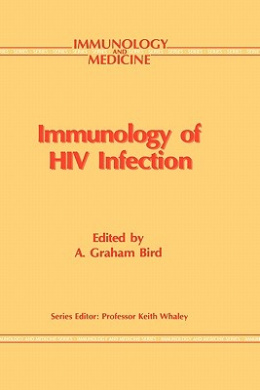 IMMUNOLOGY
AND
MEDICINE
Immunology of
HIV Infection
Edited by
A. Graham Bird
Series Editor: Professor Keith Whaley